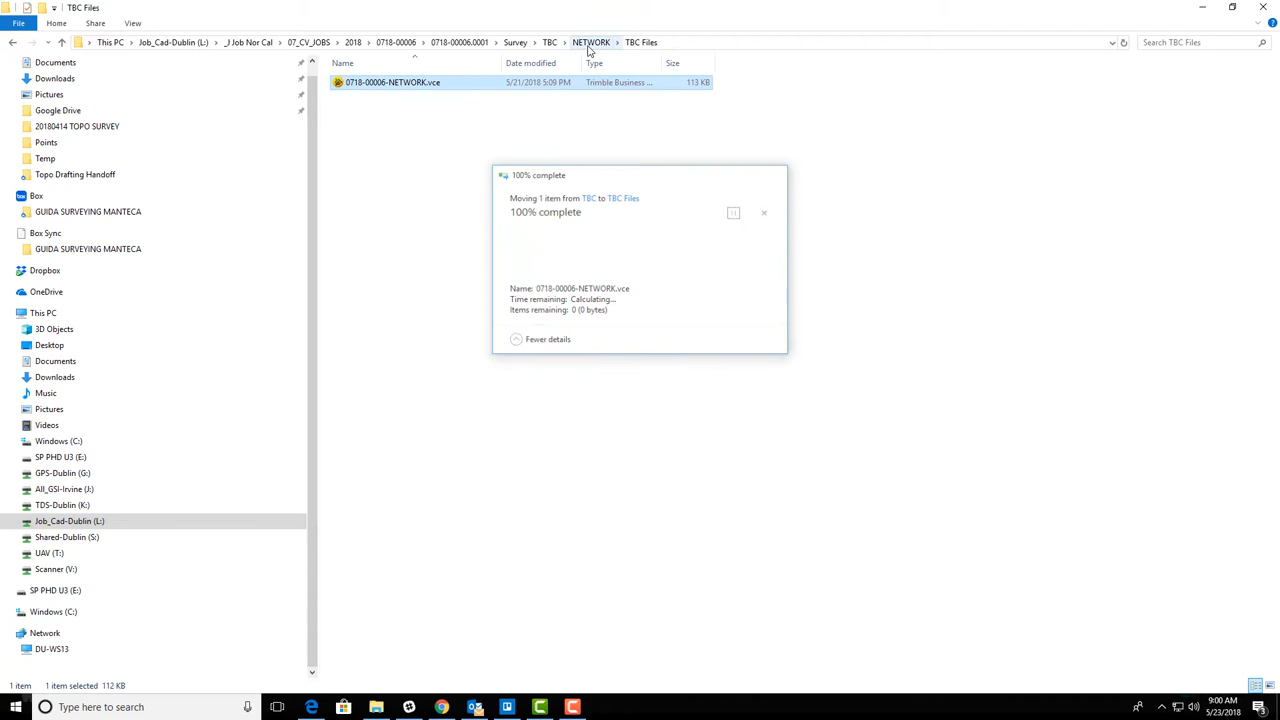 TBC Files
File Home Share View
This PC Job_Cad-Dublin (L:) _J Job Nor Cal 07_CV_JOBS 2018 0718-00006 0718-00006.0001 Survey TBC NETWORK TBC Files Search TBC Files
Name Date modified Type Size
0718-00006-NETWORK.vce 5/21/2018 5:09 PM Trimble Business ... 113 KB
Documents
Downloads
Pictures
Google Drive
20180414 TOPO SURVEY
Points
Temp
Topo Drafting Handoff
Box
GUIDA SURVEYING MANTECA
Box Sync
GUIDA SURVEYING MANTECA
Dropbox
OneDrive
This PC
3D Objects
Desktop
Documents
Downloads
Music
Pictures
Videos
Windows (C:)
SP PHD U3 (E:)
GPS-Dublin (G:)
All_GSI-Irvine (J:)
TDS-Dublin (K:)
Job_Cad-Dublin (L:)
Shared-Dublin (S:)
UAV (T:)
Scanner (V:)
SP PHD U3 (E:)
Windows (C:)
Network
DU-WS13
100% complete
Moving 1 item from TBC to TBC Files
100% complete
Name: 0718-00006-NETWORK.vce
Time remaining: Calculating...
Items remaining: 0 (0 bytes)
Fewer details
1 item 1 item selected 112 KB
Type here to search
9:00 AM
5/23/2018